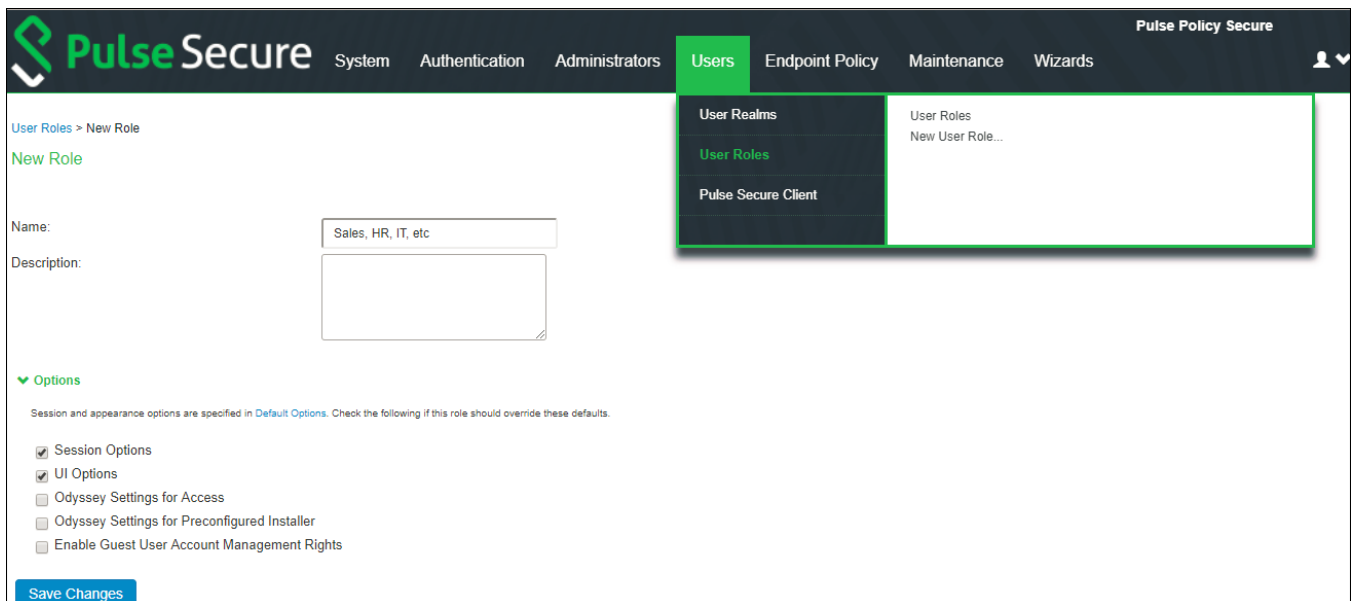 Pulse Policy Secure
Pulse Secure System Authentication Administrators Users Endpoint Policy Maintenance Wizards
User Realms
User Roles
Pulse Secure Client
User Roles
New User Role...
User Roles > New Role
New Role
Name: Sales, HR, IT, etc
Description:
Options
Session and appearance options are specified in Default Options. Check the following if this role should override these defaults.
Session Options
UI Options
Odyssey Settings for Access
Odyssey Settings for Preconfigured Installer
Enable Guest User Account Management Rights
Save Changes